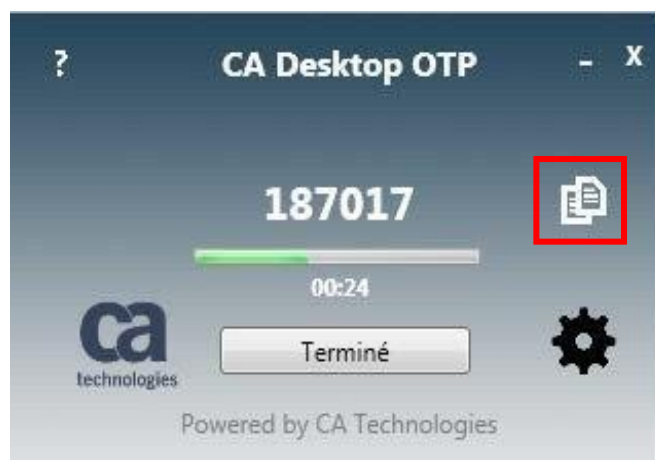 ? CA Desktop OTP - X
187017
00:24
Terminé
ca
technologies
Powered by CA Technologies